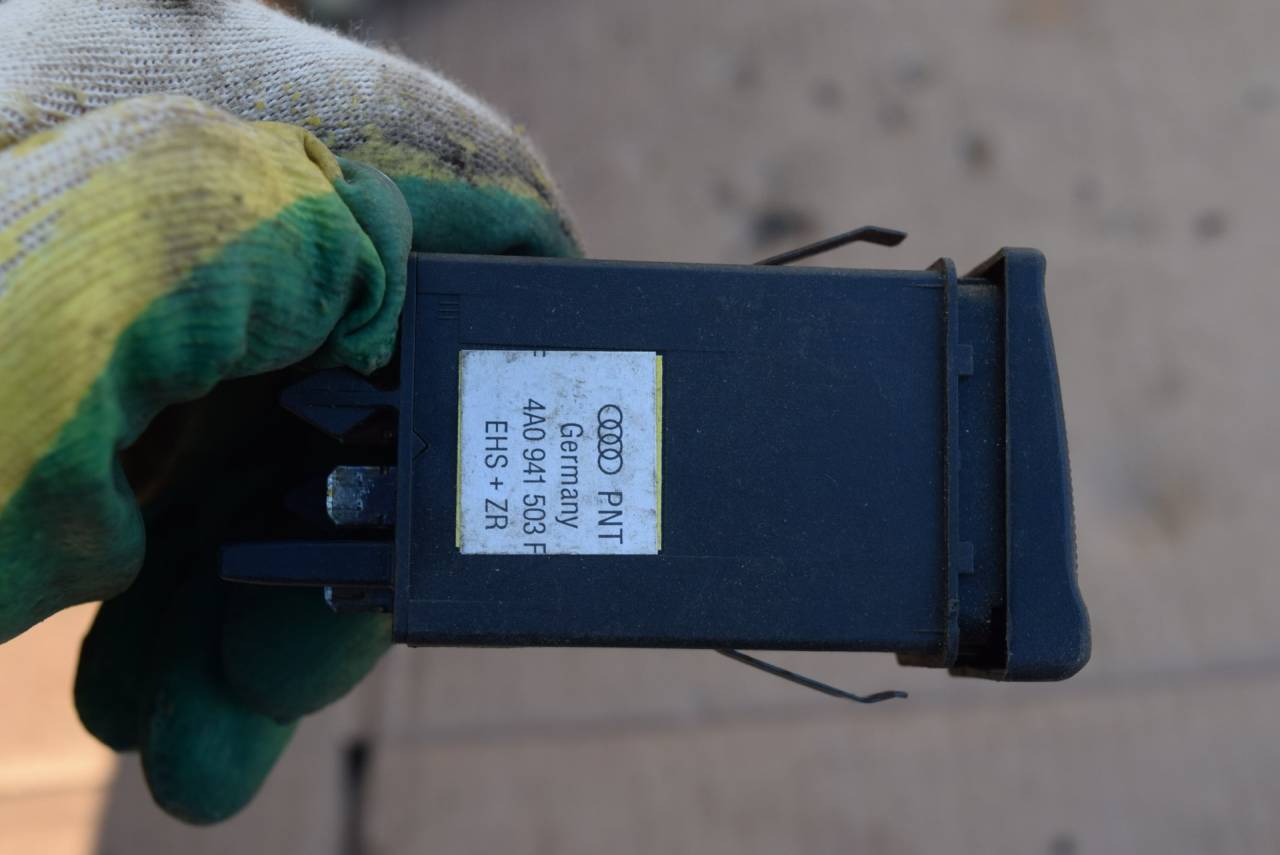 PNT
Germany
4A0 941 503 F
EHS + ZR